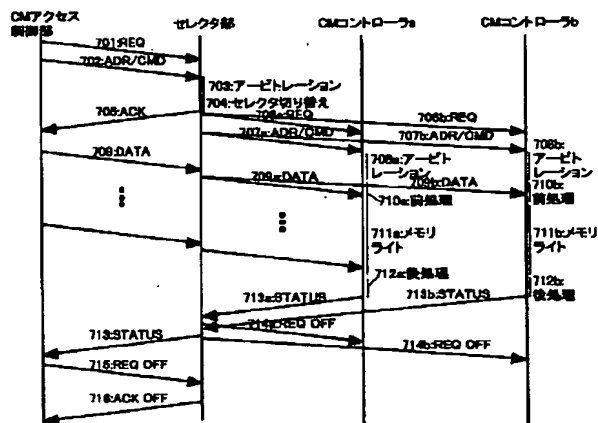 CMアクセス
制御部
セレクタ部
CMコントローラa
CMコントローラb
701:REQ
702:ADR/CMD
703:アービトレーション
704:セレクタ切り替え
705:ACK
706a:REQ
706b:REQ
707a:ADR/CMD
707b:ADR/CMD
708:DATA
708a:アービト
レーション
708b:
アービト
レーション
709a:DATA
709b:DATA
710a:前処理
710b:
前処理
711a:メモリ
ライト
711b:メモリ
ライト
712a:後処理
712b:
後処理
713a:STATUS
713b:STATUS
713:STATUS
714a:REQ OFF
714b:REQ OFF
715:REQ OFF
716:ACK OFF